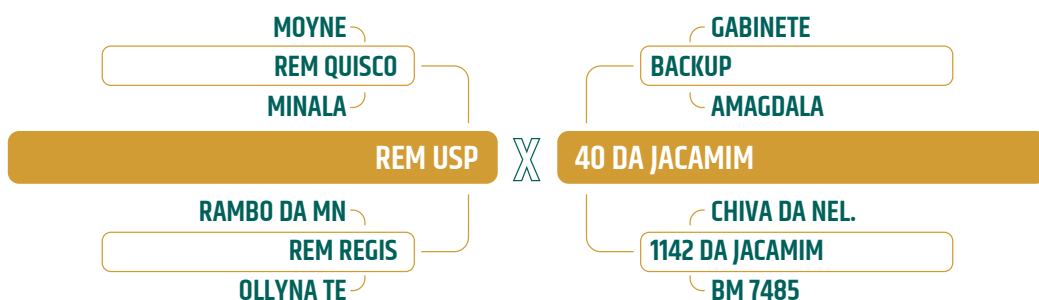 MOYNE
REM QUISCO
MINALA
REM USP
RAMBO DA MN
REM REGIS
OLLYNA TE
X
GABINETE
BACKUP
AMAGDALA
40 DA JACAMIM
CHIVA DA NEL.
1142 DA JACAMIM
BM 7485